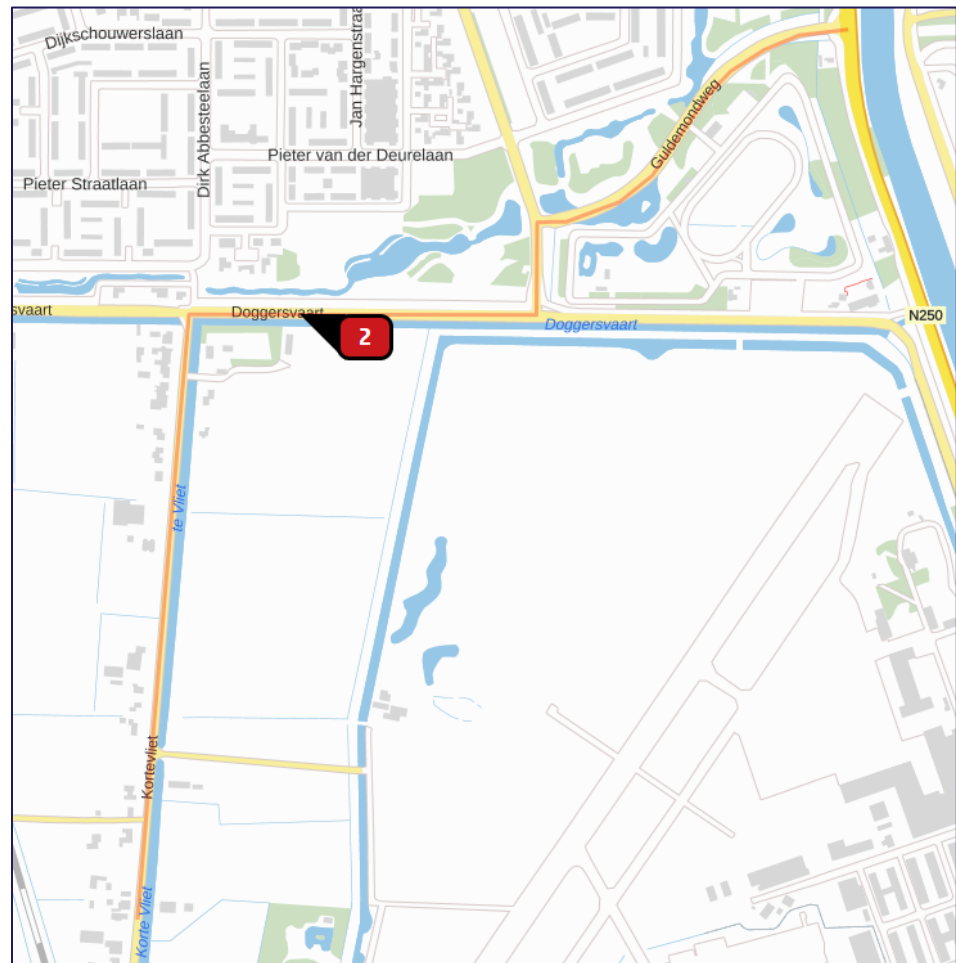 Dijkschouwerslaan
Jan Hargenstraa
Dirk Abbesteelaan
Pieter van der Deurelaan
Pieter Straatlaan
Guldemondweg
svaart
Doggersvaart
Doggersvaart
N250
2
te Vliet
Kortevliet
Korte Vliet